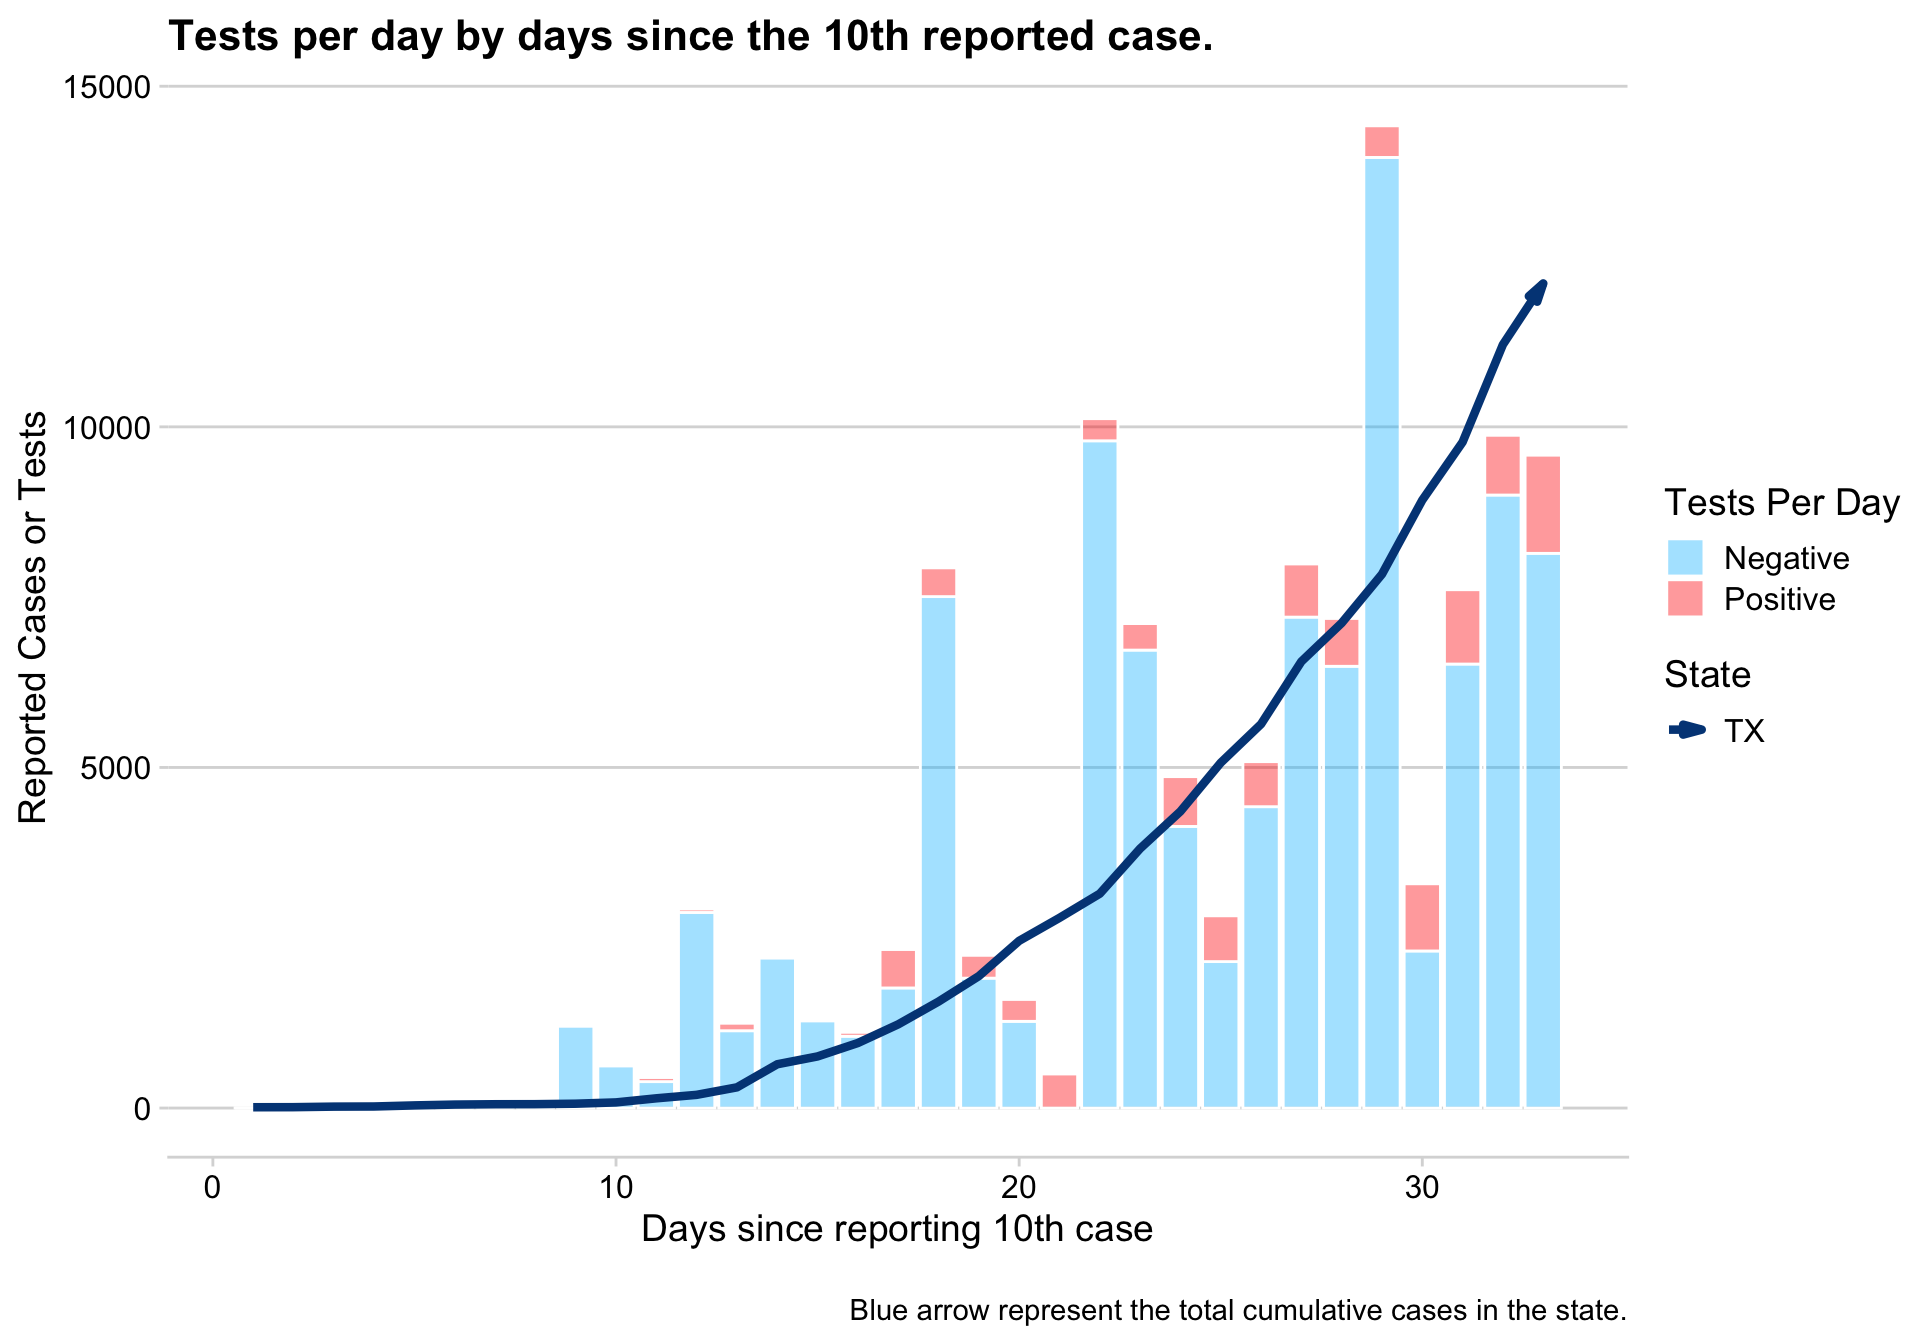 Tests per day by days since the 10th reported case.
15000
10000
5000
0
Reported Cases or Tests
0 10 20 30
Days since reporting 10th case
Tests Per Day
Negative
Positive
State
TX
Blue arrow represent the total cumulative cases in the state.